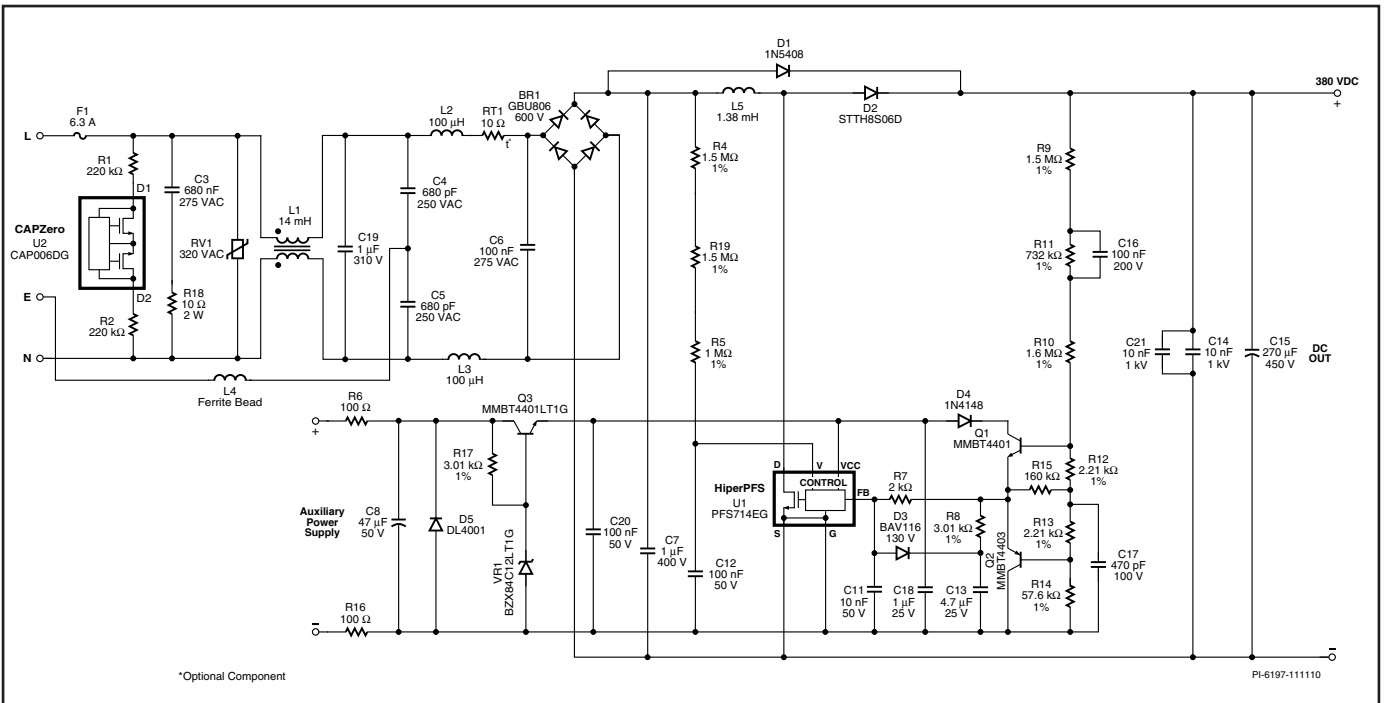 D1
1N5408
380 VDC
+
L5
1.38 mH
D2
STTH8S06D
BR1
GBU806
600 V
L2
100 µH
RT1
10 Ω
t*
F1
6.3 A
L
R1
220 kΩ
D1
C3
680 nF
275 VAC
CAPZero
U2
CAP006DG
D2
RV1
320 VAC
L1
14 mH
C19
1 µF
310 V
C4
680 pF
250 VAC
C6
100 nF
275 VAC
C5
680 pF
250 VAC
E
R18
10 Ω
2 W
R2
220 kΩ
N
L3
100 µH
L4
Ferrite Bead
R4
1.5 MΩ
1%
R19
1.5 MΩ
1%
R5
1 MΩ
1%
R9
1.5 MΩ
1%
R11
732 kΩ
1%
C16
100 nF
200 V
R10
1.6 MΩ
1%
C21
10 nF
1 kV
C14
10 nF
1 kV
C15
270 µF
450 V
DC
OUT
R6
100 Ω
+
Q3
MMBT4401LT1G
R17
3.01 kΩ
1%
Auxiliary
Power
Supply
C8
47 µF
50 V
D5
DL4001
VR1
BZX84C12LT1G
C20
100 nF
50 V
C7
1 µF
400 V
C12
100 nF
50 V
R16
100 Ω
–
D
V
VCC
HiperPFS
U1
PFS714EG
CONTROL
FB
S
G
D4
1N4148
Q1
MMBT4401
R7
2 kΩ
D3
BAV116
130 V
R15
160 kΩ
R12
2.21 kΩ
1%
R8
3.01 kΩ
1%
Q2
MMBT4403
R13
2.21 kΩ
1%
C17
470 pF
100 V
R14
57.6 kΩ
1%
C11
10 nF
50 V
C18
1 µF
25 V
C13
4.7 µF
25 V
–
*Optional Component
PI-6197-111110